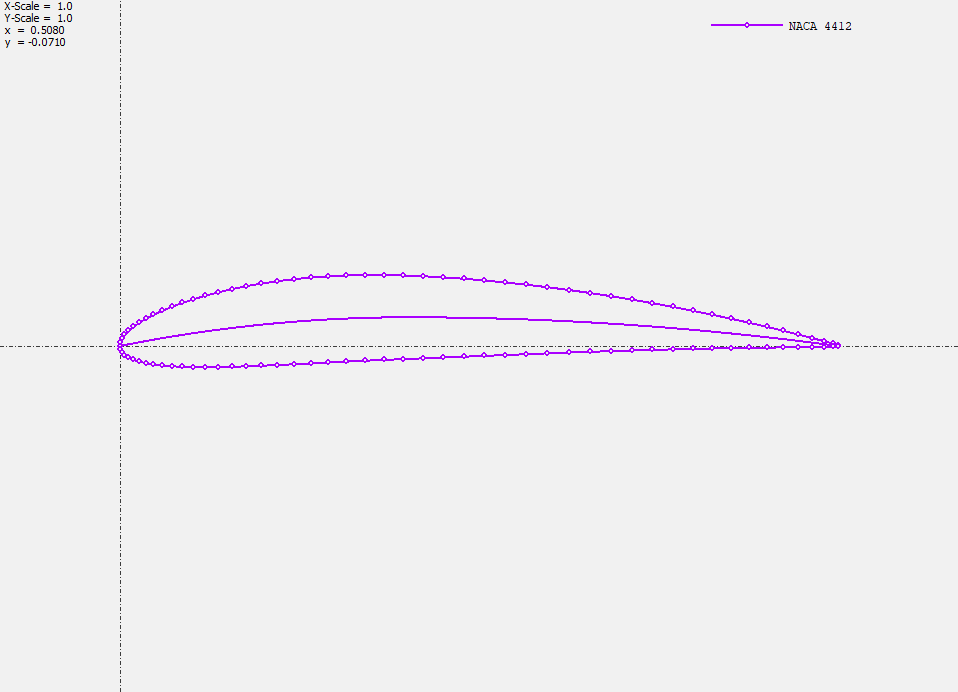 X-Scale =  1.0
Y-Scale =  1.0
x  = 0.5080
y  = -0.0710
NACA 4412